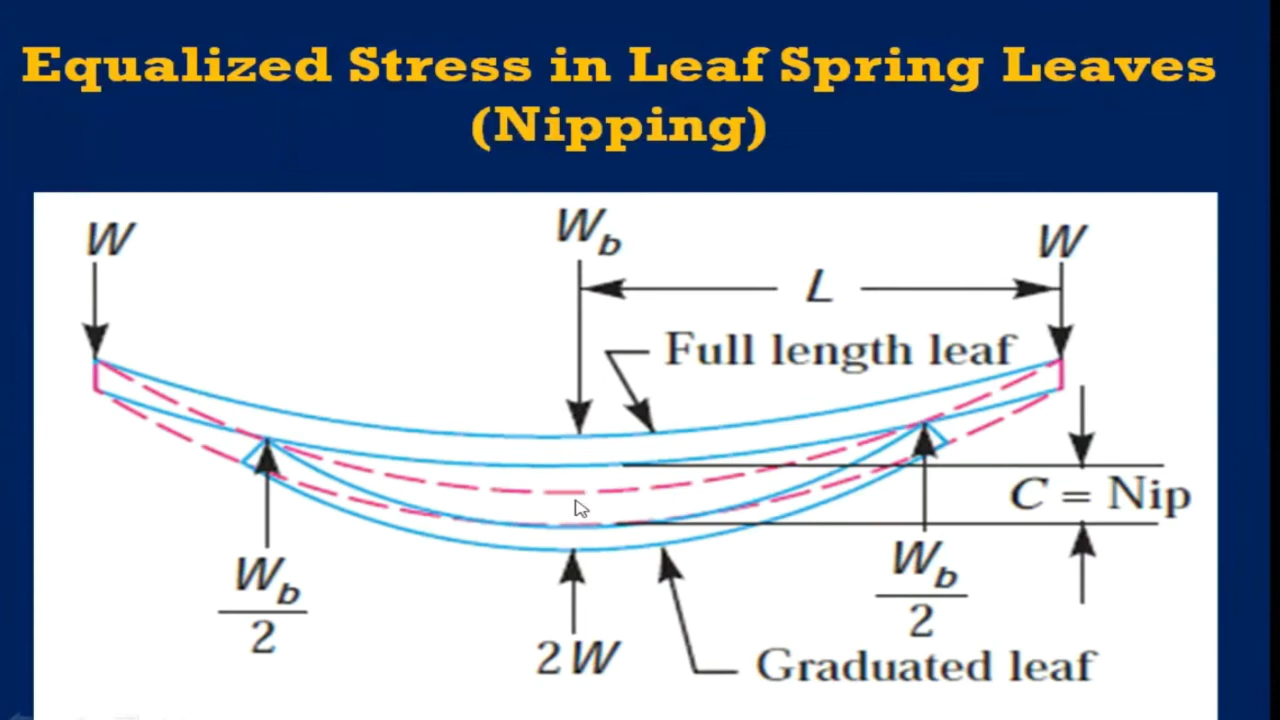 Equalized Stress in Leaf Spring Leaves
(Nipping)
W
W_b
W
L
Full length leaf
C = Nip
W_b
2
W_b
2
2W
Graduated leaf